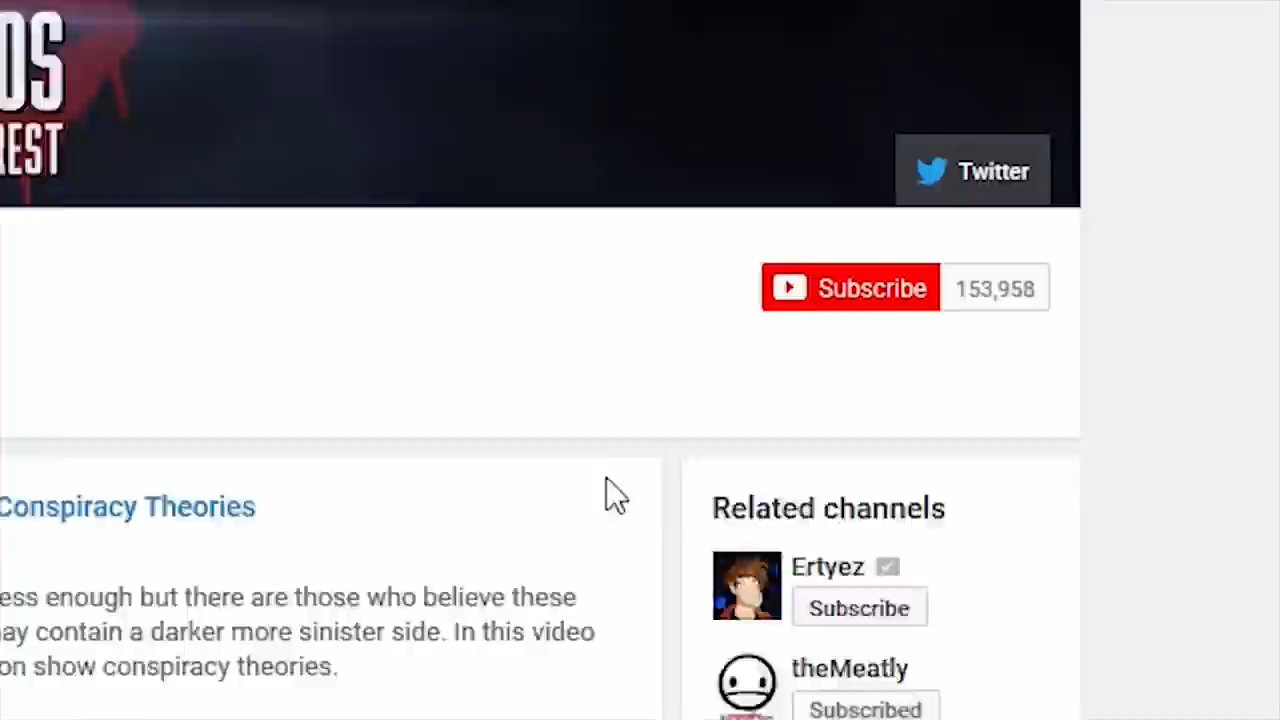 OS
REST
Twitter
Subscribe 153,958
Conspiracy Theories
Related channels
Ertyez
Subscribe
ess enough but there are those who believe these
ay contain a darker more sinister side. In this video
on show conspiracy theories.
theMeatly
Subscribed